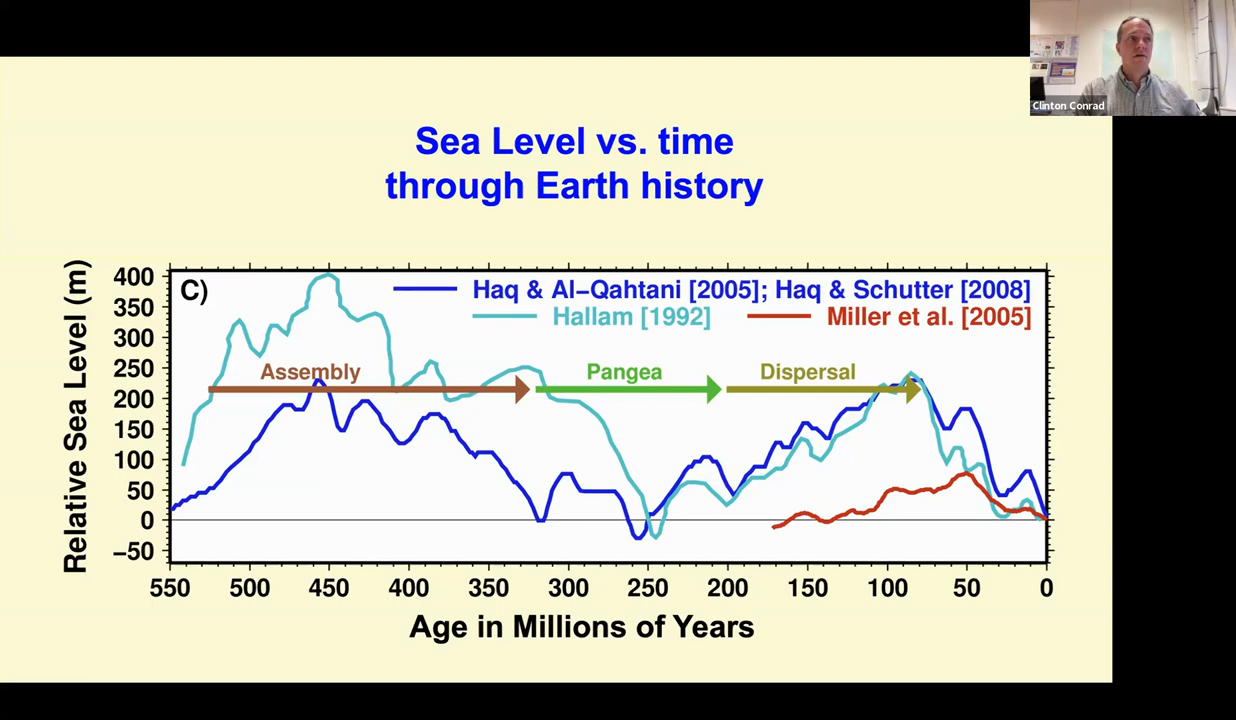 Clinton Conrad
Sea Level vs. time
through Earth history
C)
Haq & Al−Qahtani [2005]; Haq & Schutter [2008]
Hallam [1992]
Miller et al. [2005]
Assembly
Pangea
Dispersal
Relative Sea Level (m)
400
350
300
250
200
150
100
50
0
−50
550 500 450 400 350 300 250 200 150 100 50 0
Age in Millions of Years